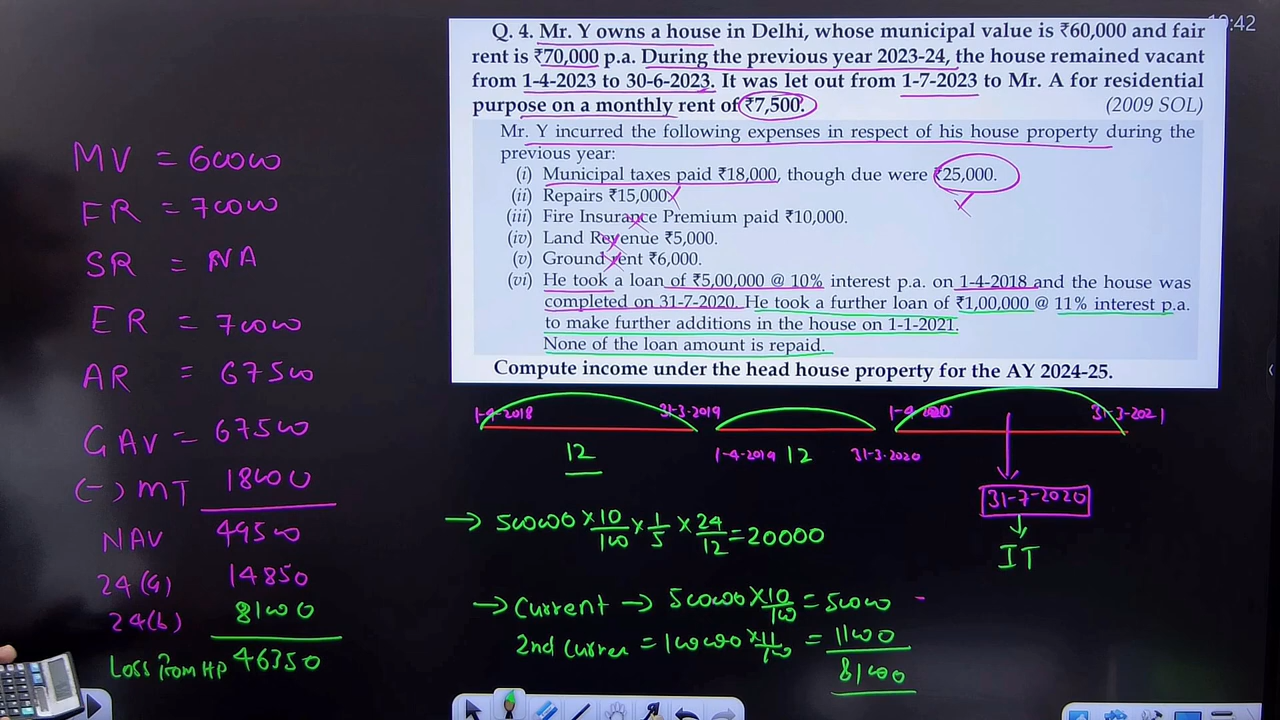 :42
Q. 4. Mr. Y owns a house in Delhi, whose municipal value is ₹60,000 and fair
rent is ₹70,000 p.a. During the previous year 2023-24, the house remained vacant
from 1-4-2023 to 30-6-2023. It was let out from 1-7-2023 to Mr. A for residential
purpose on a monthly rent of ₹7,500. (2009 SOL)
Mr. Y incurred the following expenses in respect of his house property during the
previous year:
(i) Municipal taxes paid ₹18,000, though due were ₹25,000.
(ii) Repairs ₹15,000
(iii) Fire Insurance Premium paid ₹10,000.
(iv) Land Revenue ₹5,000.
(v) Ground rent ₹6,000.
(vi) He took a loan of ₹5,00,000 @ 10% interest p.a. on 1-4-2018 and the house was
completed on 31-7-2020. He took a further loan of ₹1,00,000 @ 11% interest p.a.
to make further additions in the house on 1-1-2021.
None of the loan amount is repaid.
Compute income under the head house property for the AY 2024-25.
MV = 60000
FR = 70000
SR = NA
ER = 70000
AR = 67500
GAV = 67500
(-) MT 18000
NAV 49500
24(a) 14850
24(b) 81000
Loss from HP 46350
1-4-2018 31-3-2019 1-4-2020 31-3-2021
12 1-4-2019 12 31-3-2020
31-7-2020
IT
→ 500000 × 10/100 × 1/5 × 24/12 = 20000
→ Current → 500000 × 10/100 = 50000
2nd curren = 100000 × 11/100 = 11000
81000